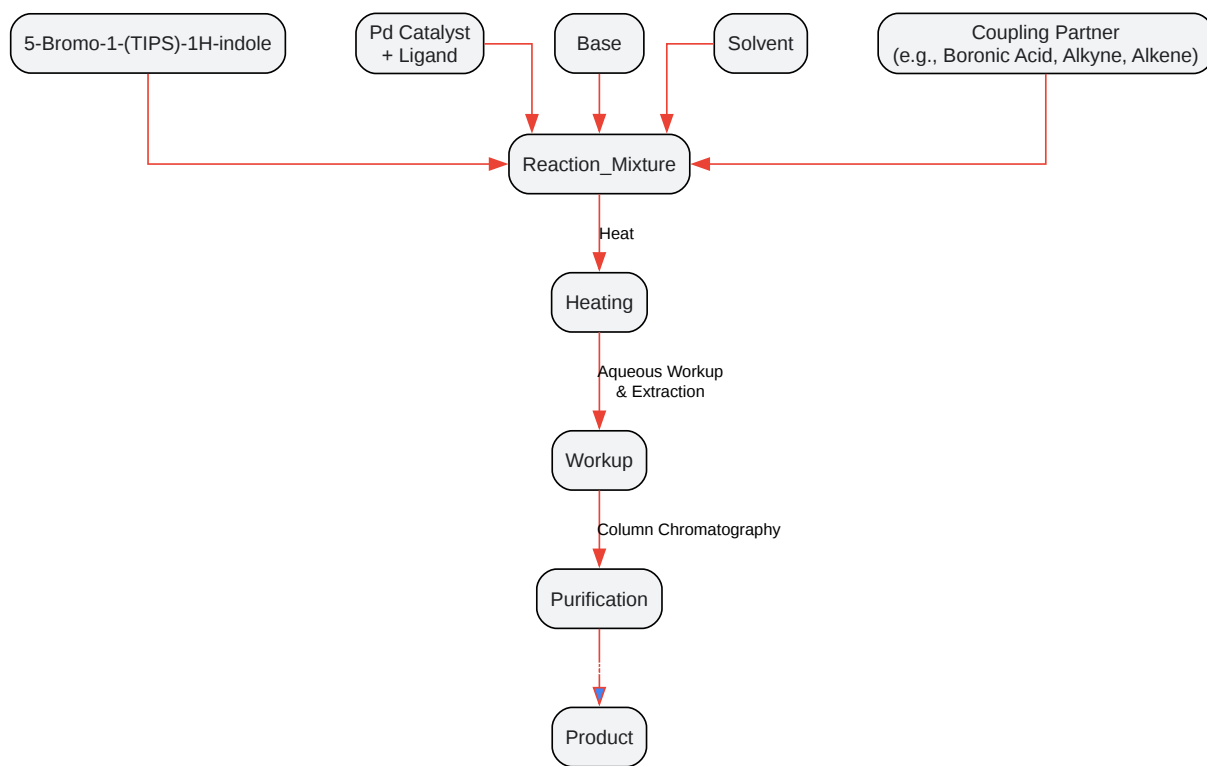 5-Bromo-1-(TIPS)-1H-indole
Pd Catalyst
+ Ligand
Base
Solvent
Coupling Partner
(e.g., Boronic Acid, Alkyne, Alkene)
Reaction_Mixture
Heat
Heating
Aqueous Workup
& Extraction
Workup
Column Chromatography
Purification
Product